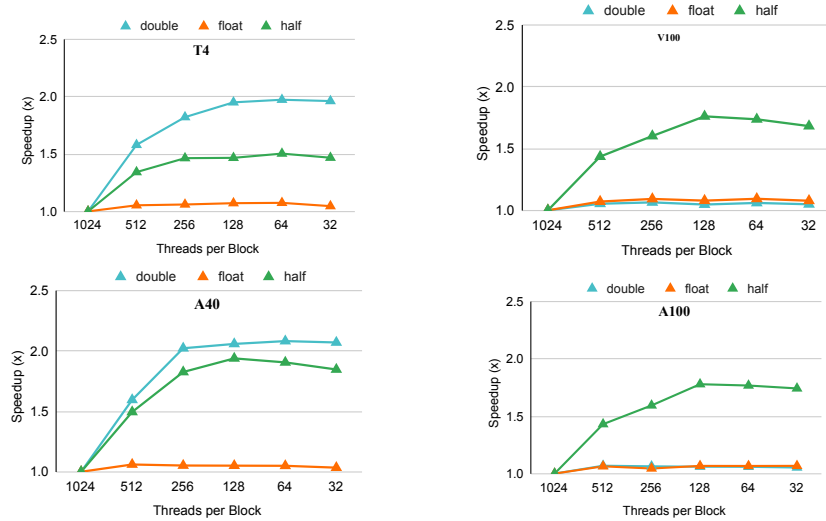 double float half
T4
2.5
2.0
1.5
1.0
Speedup (x)
1024 512 256 128 64 32
Threads per Block
double float half
V100
2.5
2.0
1.5
1.0
Speedup (x)
1024 512 256 128 64 32
Threads per Block
double float half
A40
2.5
2.0
1.5
1.0
Speedup (x)
1024 512 256 128 64 32
Threads per Block
double float half
A100
2.5
2.0
1.5
1.0
Speedup (x)
1024 512 256 128 64 32
Threads per Block